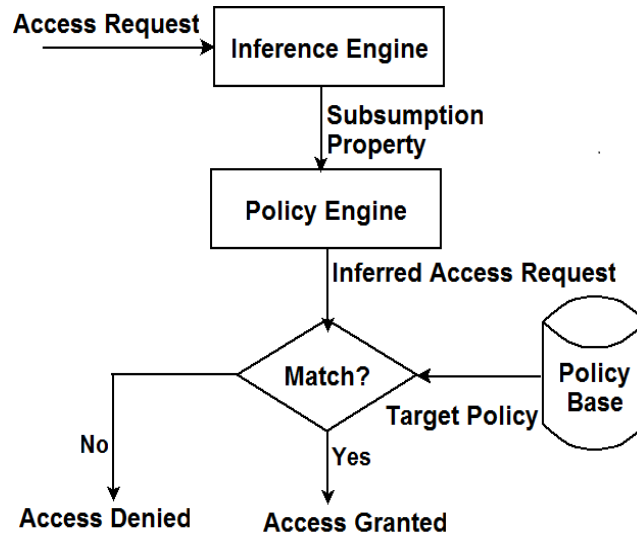 Access Request
Inference Engine
Subsumption
Property
Policy Engine
Inferred Access Request
Match?
Policy
Base
Target Policy
No
Yes
Access Denied
Access Granted